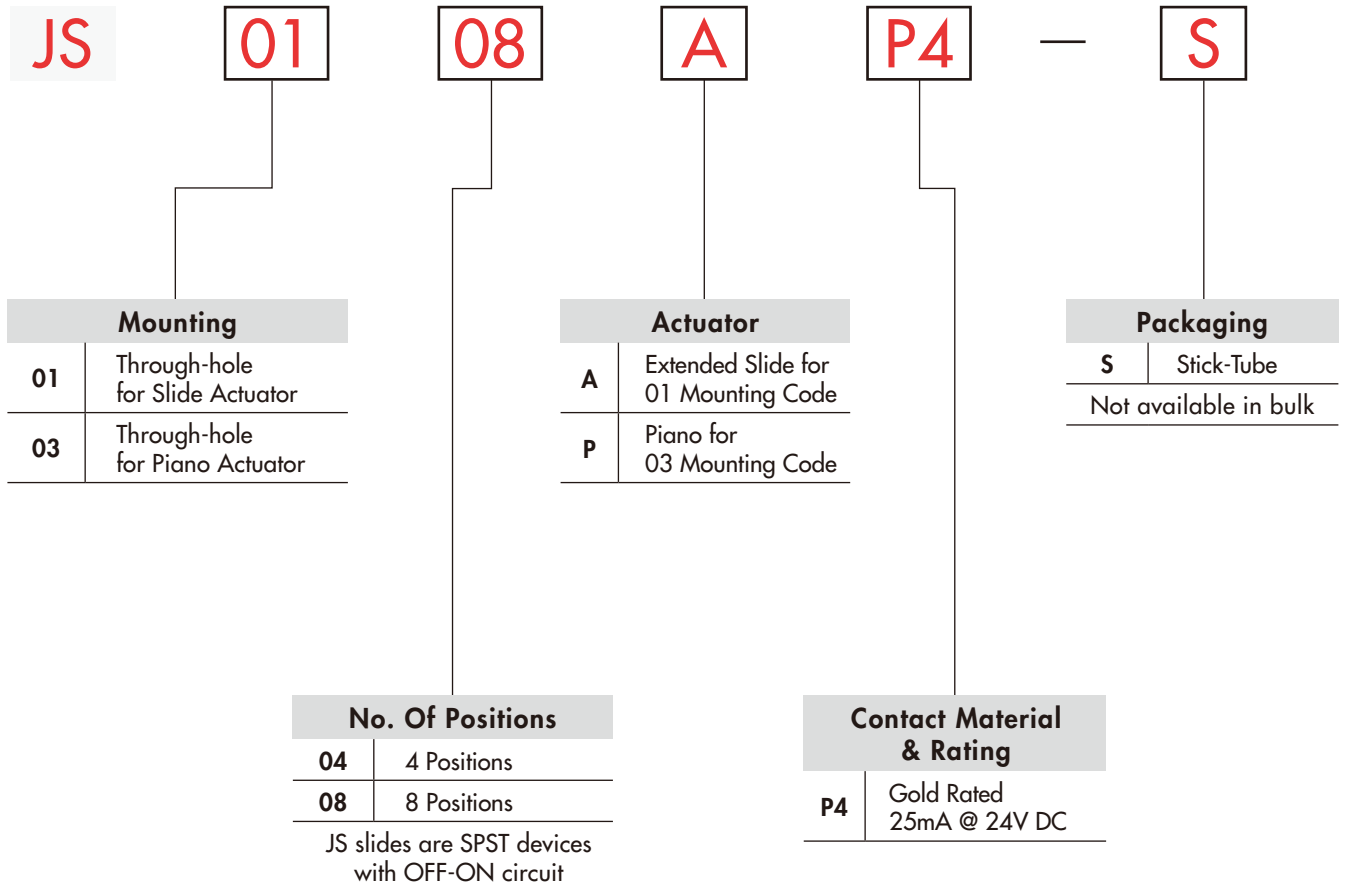 JS 01 08 A P4 — S
Mounting
01 Through-hole
for Slide Actuator
03 Through-hole
for Piano Actuator
Actuator
A Extended Slide for
01 Mounting Code
P Piano for
03 Mounting Code
Packaging
S Stick-Tube
Not available in bulk
No. Of Positions
04 4 Positions
08 8 Positions
JS slides are SPST devices
with OFF-ON circuit
Contact Material
& Rating
P4 Gold Rated
25mA @ 24V DC